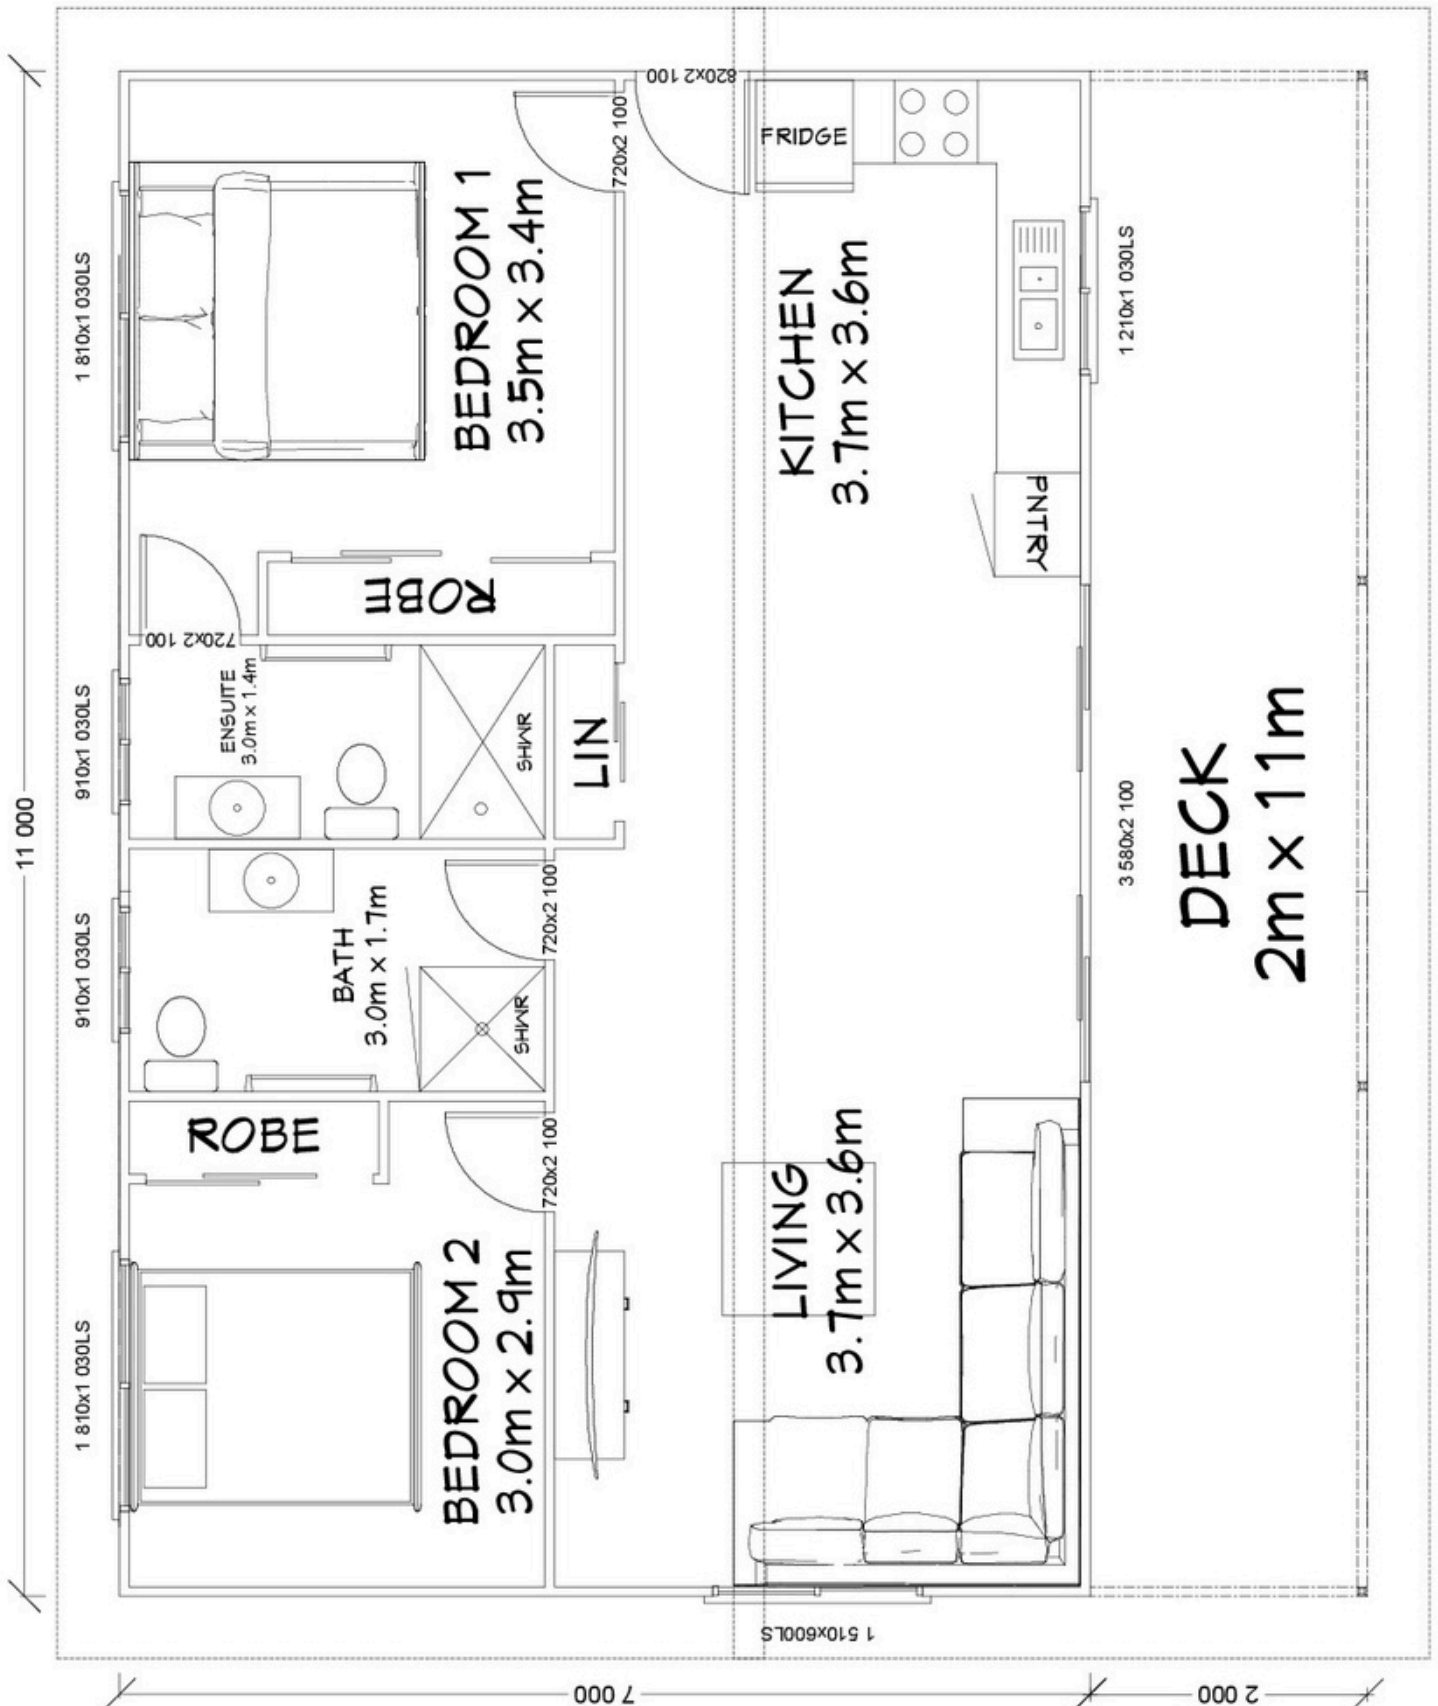 820x2 100
720x2 100
FRIDGE
1 810x1 030LS
BEDROOM 1
3.5m x 3.4m
KITCHEN
3.7m x 3.6m
1 210x1 030LS
PNTRY
ROBE
720x2 100
910x1 030LS
ENSUITE
3.0m x 1.4m
SHWR
LIN
11 000
3 580x2 100
DECK
2m x 11m
910x1 030LS
BATH
3.0m x 1.7m
720x2 100
SHWR
ROBE
720x2 100
1 810x1 030LS
BEDROOM 2
3.0m x 2.9m
LIVING
3.7m x 3.6m
1 510x600LS
7 000
2 000